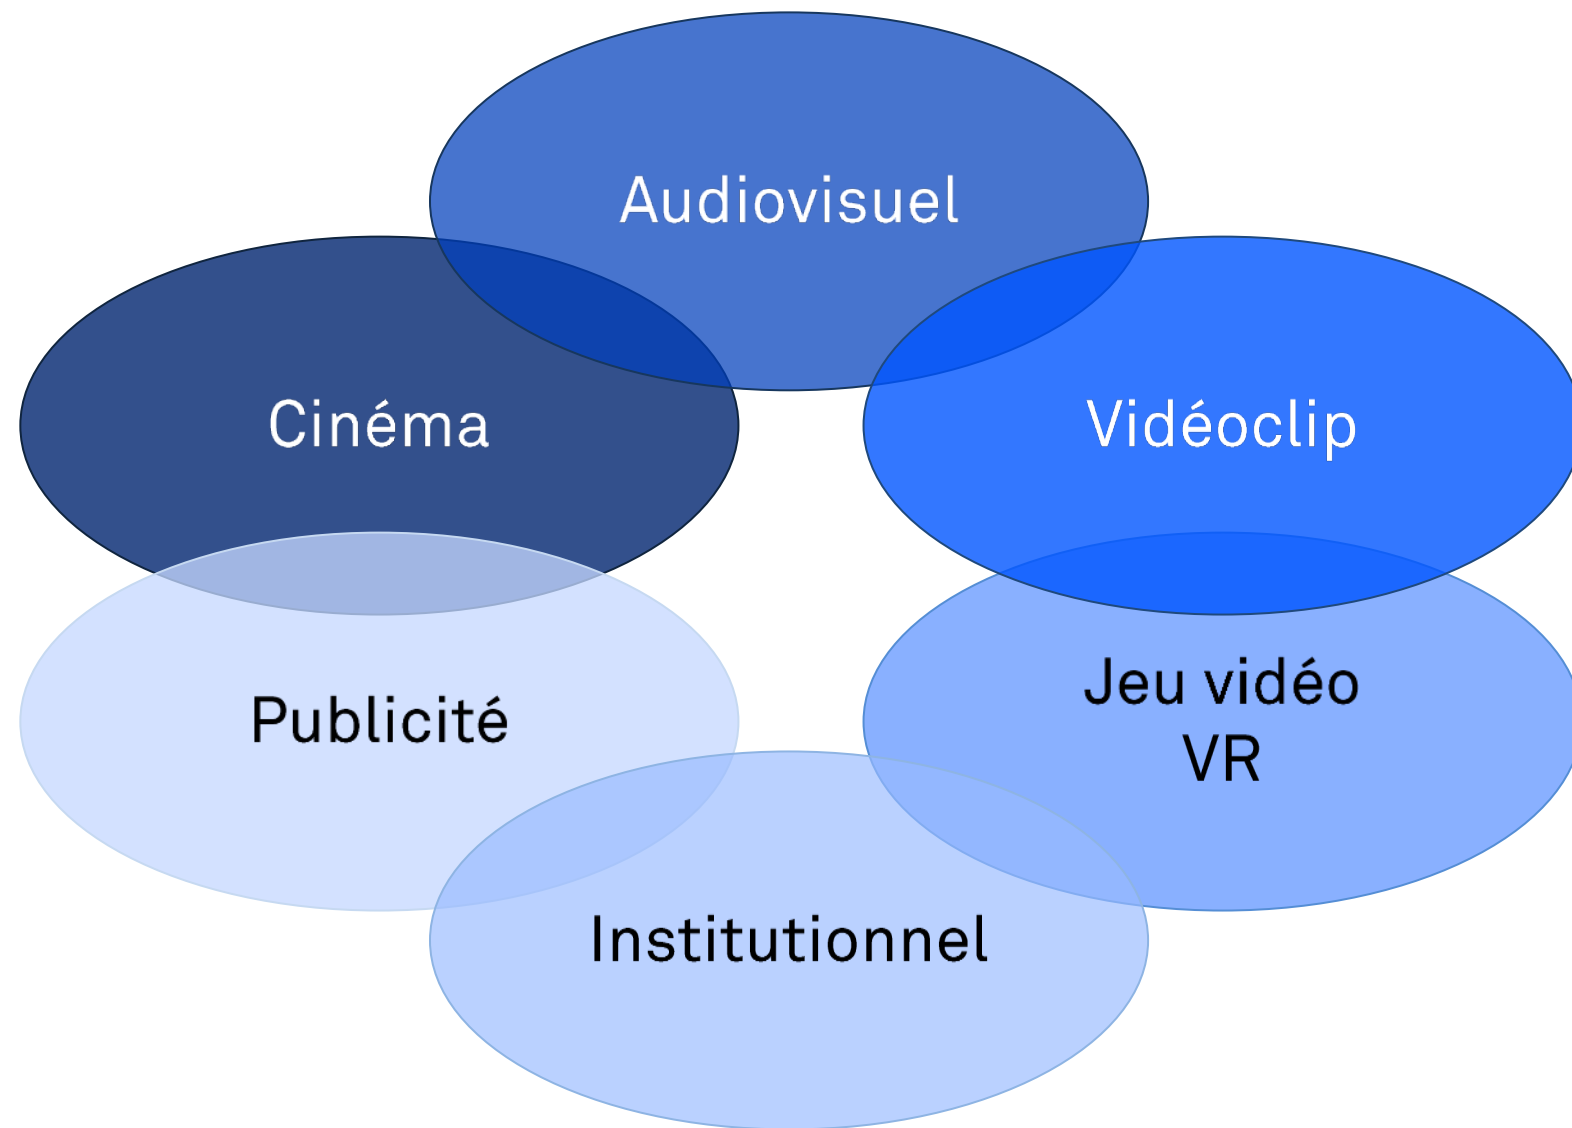 Audiovisuel
Cinéma
Vidéoclip
Publicité
Jeu vidéo
VR
Institutionnel